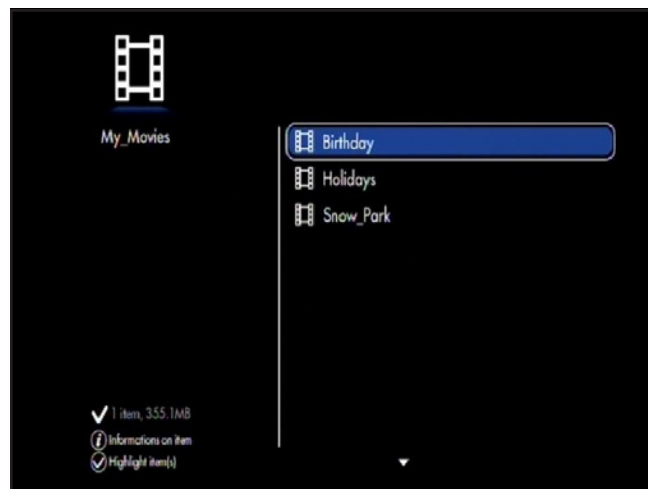 My_Movies
Birthday
Holidays
Snow_Park
1 item, 355.1MB
Informations on item
Highlight item(s)